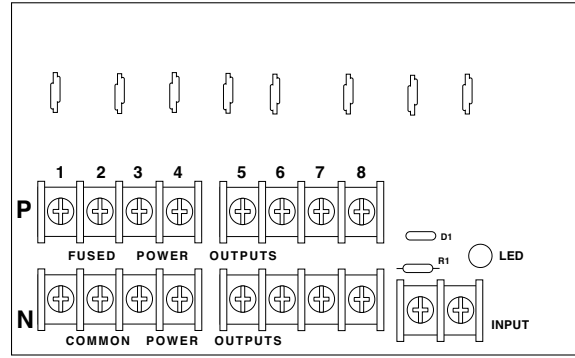 1 2 3 4 5 6 7 8
P
FUSED POWER OUTPUTS
D1
LED
R1
N
INPUT
COMMON POWER OUTPUTS